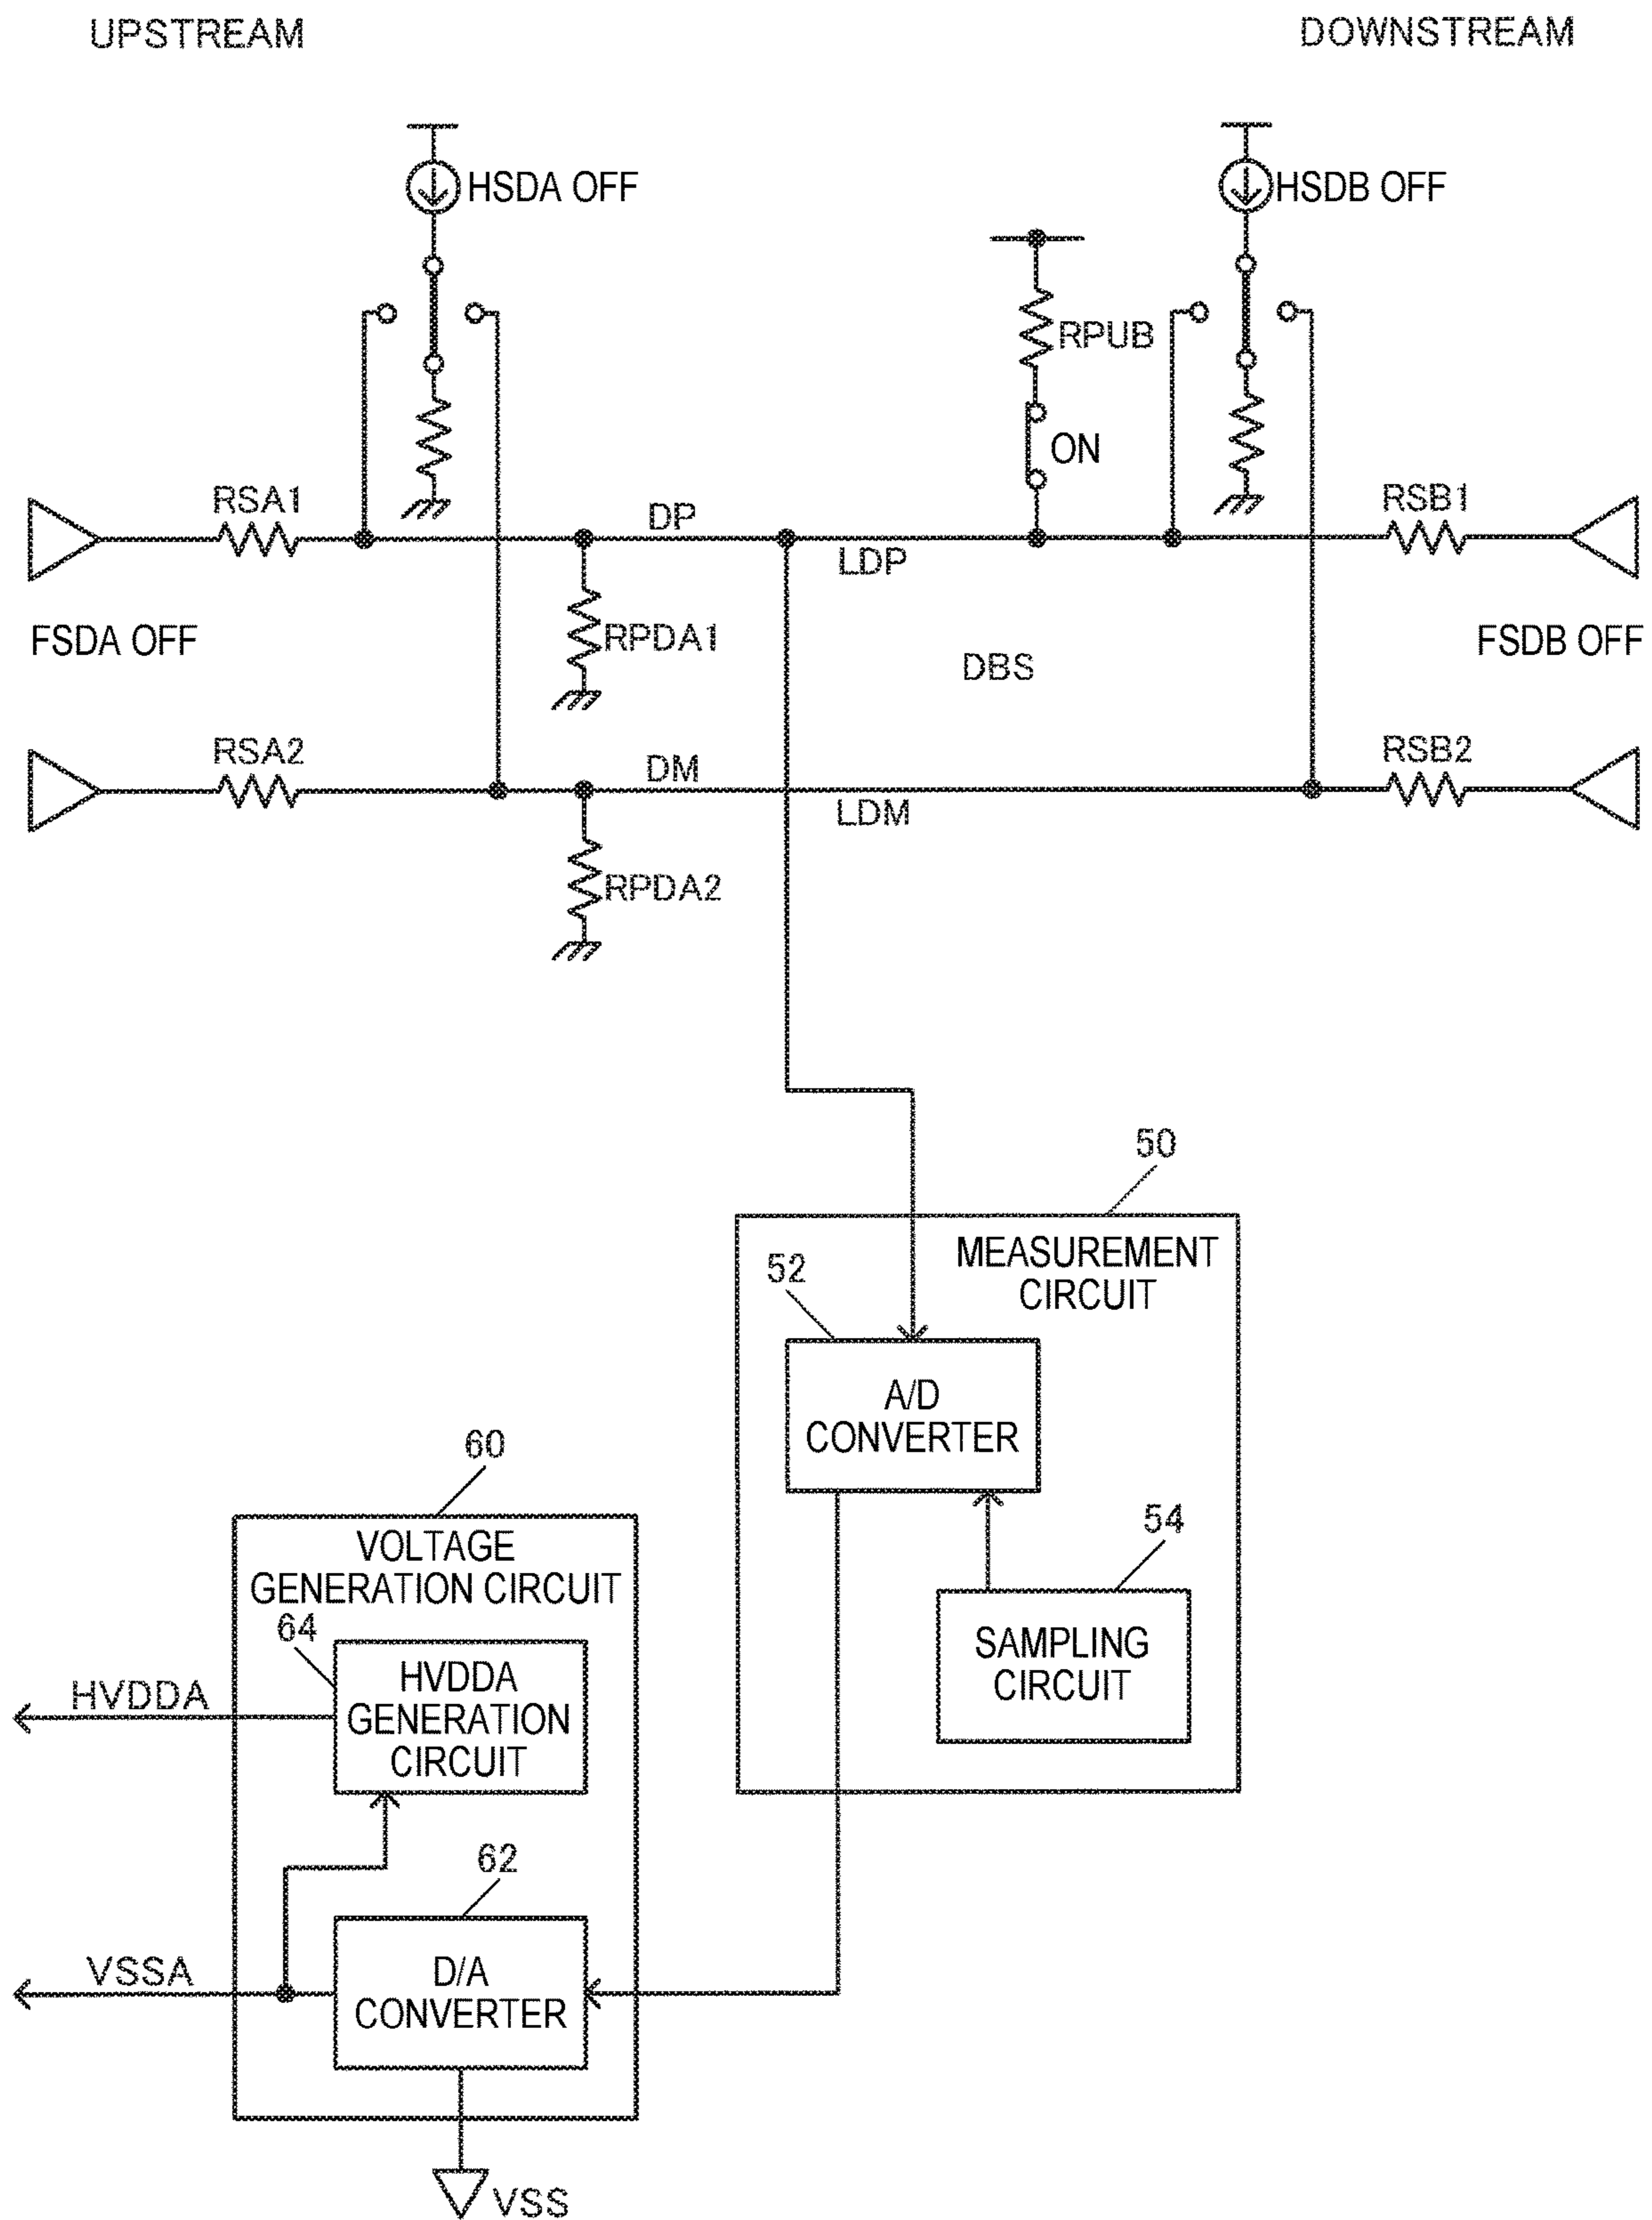 UPSTREAM
DOWNSTREAM
HSDA OFF
HSDB OFF
RPUB
ON
RSA1
DP
LDP
RSB1
FSDA OFF
RPDA1
DBS
FSDB OFF
RSA2
DM
LDM
RSB2
RPDA2
50
MEASUREMENT
CIRCUIT
52
A/D
CONVERTER
54
SAMPLING
CIRCUIT
60
VOLTAGE
GENERATION CIRCUIT
64
HVDDA
GENERATION
CIRCUIT
HVDDA
62
D/A
CONVERTER
VSSA
VSS